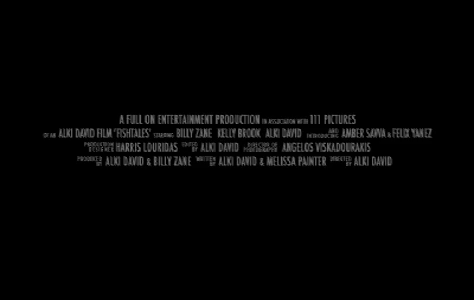 A FULL ON ENTERTAINMENT PRODUCTION IN ASSOCIATION WITH 111 PICTURES
OF AN ALKI DAVID FILM 'FISHTALES' STARRING BILLY ZANE KELLY BROOK ALKI DAVID AND INTRODUCING AMBER SAVVA & FELIX YANEZ
PRODUCTION DESIGNER HARRIS LOURIDAS EDITED BY ALKI DAVID DIRECTOR OF PHOTOGRAPHY ANGELOS VISKADOURAKIS
PRODUCED BY ALKI DAVID & BILLY ZANE WRITTEN BY ALKI DAVID & MELISSA PAINTER DIRECTED BY ALKI DAVID